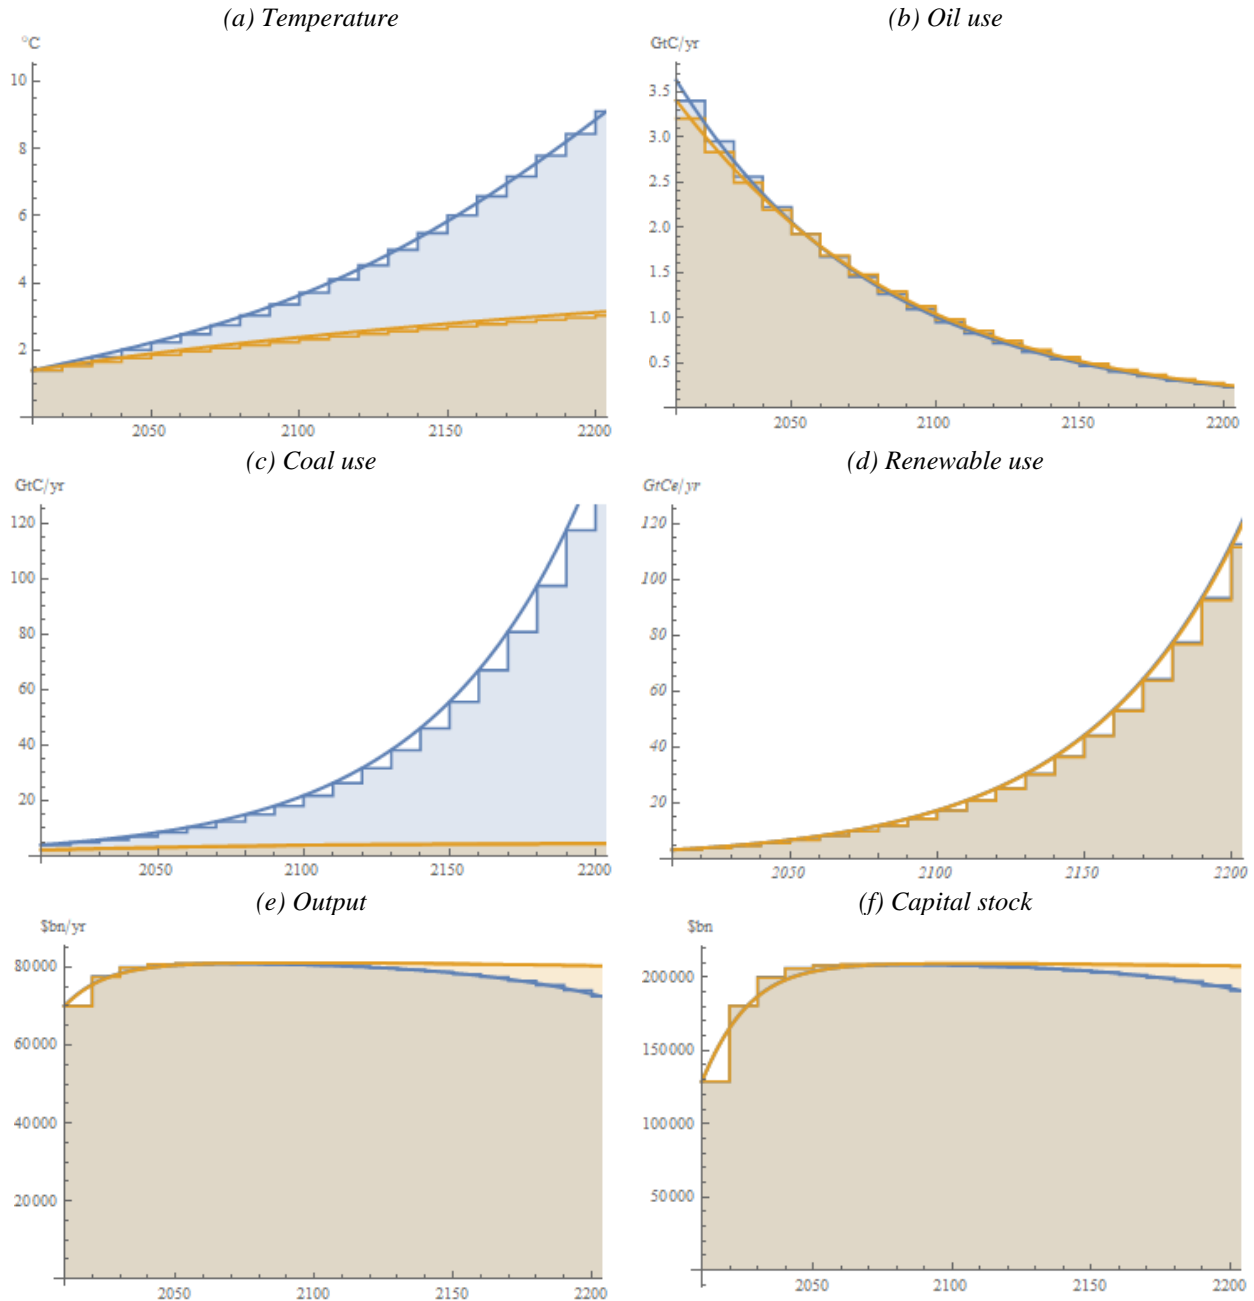 (a) Temperature
(b) Oil use
°C
10
8
6
4
2
2050 2100 2150 2200
GtC/yr
3.5
3.0
2.5
2.0
1.5
1.0
0.5
2050 2100 2150 2200
(c) Coal use
(d) Renewable use
GtC/yr
120
100
80
60
40
20
2050 2100 2150 2200
GtCe/yr
120
100
80
60
40
20
2050 2100 2150 2200
(e) Output
(f) Capital stock
$bn/yr
80000
60000
40000
20000
2050 2100 2150 2200
$bn
200000
150000
100000
50000
2050 2100 2150 2200